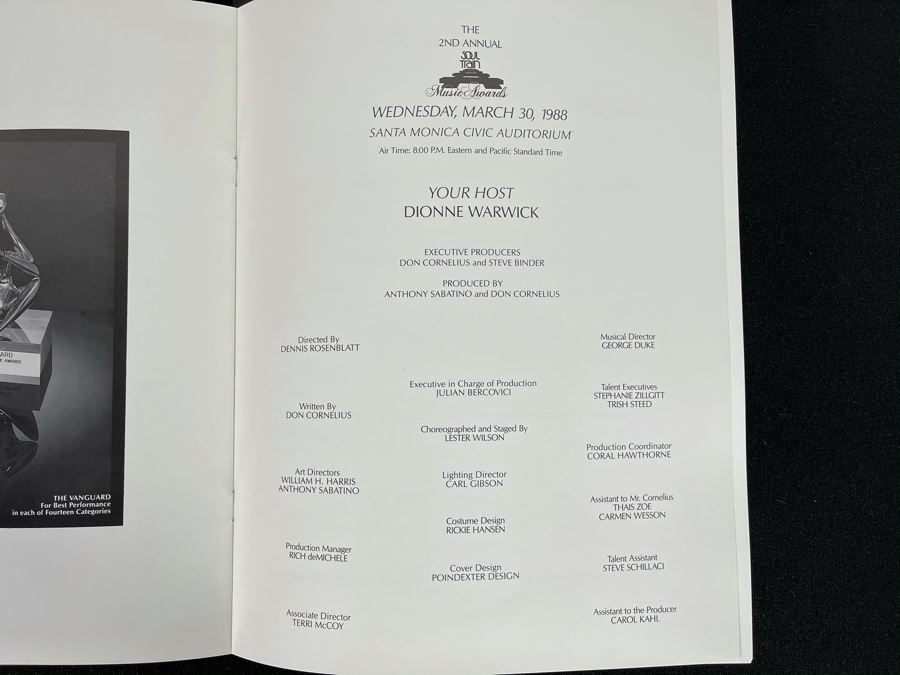 ARD
IC AWARDS
THE VANGUARD
For Best Performance
in each of Fourteen Categories
THE
2ND ANNUAL
SOUL
TRAIN
Music Awards
WEDNESDAY, MARCH 30, 1988
SANTA MONICA CIVIC AUDITORIUM
Air Time: 8:00 P.M. Eastern and Pacific Standard Time
YOUR HOST
DIONNE WARWICK
EXECUTIVE PRODUCERS
DON CORNELIUS and STEVE BINDER
PRODUCED BY
ANTHONY SABATINO and DON CORNELIUS
Directed By
DENNIS ROSENBLATT
Written By
DON CORNELIUS
Art Directors
WILLIAM H. HARRIS
ANTHONY SABATINO
Production Manager
RICH deMICHELE
Associate Director
TERRI McCOY
Executive in Charge of Production
JULIAN BERCOVICI
Choreographed and Staged By
LESTER WILSON
Lighting Director
CARL GIBSON
Costume Design
RICKIE HANSEN
Cover Design
POINDEXTER DESIGN
Musical Director
GEORGE DUKE
Talent Executives
STEPHANIE ZILLGITT
TRISH STEED
Production Coordinator
CORAL HAWTHORNE
Assistant to Mr. Cornelius
THAIS ZOE
CARMEN WESSON
Talent Assistant
STEVE SCHILLACI
Assistant to the Producer
CAROL KAHL